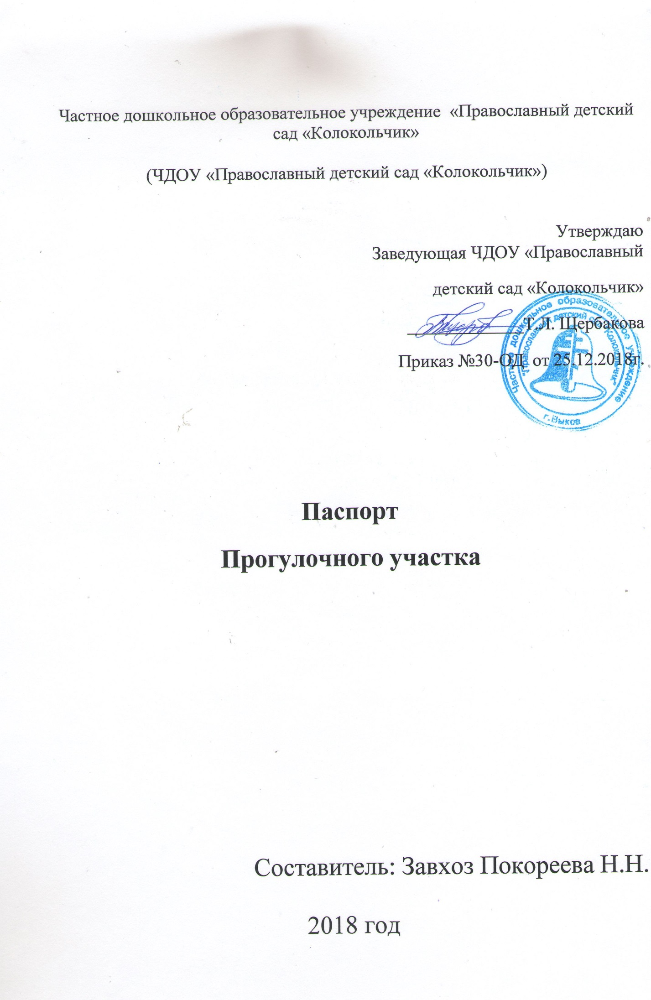 Частное дошкольное образовательное учреждение «Православный детский
сад «Колокольчик»
(ЧДОУ «Православный детский сад «Колокольчик»)
Утверждаю
Заведующая ЧДОУ «Православный
детский сад «Колокольчик»
Т.Л. Щербакова
Приказ №30-ОД от 25.12.2018г.
Частное дошкольное образовательное учреждение
"Православный детский сад "Колокольчик"
г.Выкса
Паспорт
Прогулочного участка
Составитель: Завхоз Покореева Н.Н.
2018 год